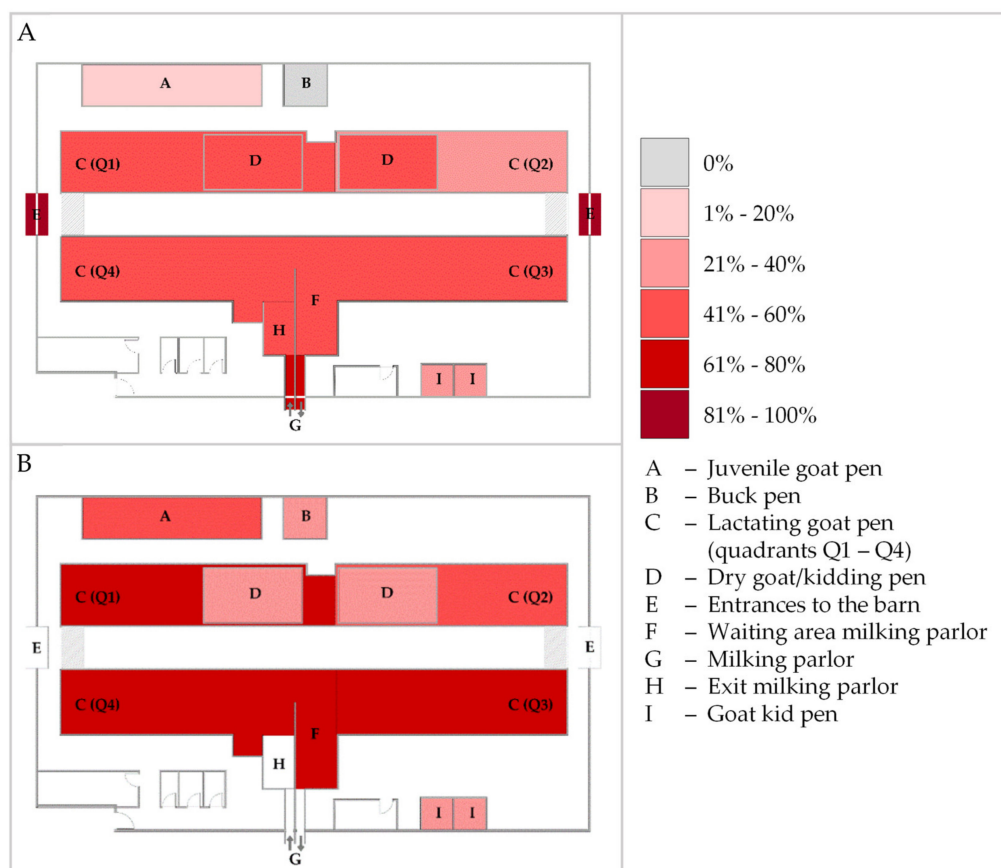 A
A
B
C (Q1)
D
D
C (Q2)
E
E
C (Q4)
C (Q3)
F
H
I
I
G
B
A
B
C (Q1)
D
D
C (Q2)
E
E
C (Q4)
C (Q3)
F
H
I
I
G
0%
1% - 20%
21% - 40%
41% - 60%
61% - 80%
81% - 100%
A – Juvenile goat pen
B – Buck pen
C – Lactating goat pen
(quadrants Q1 – Q4)
D – Dry goat/kidding pen
E – Entrances to the barn
F – Waiting area milking parlor
G – Milking parlor
H – Exit milking parlor
I – Goat kid pen